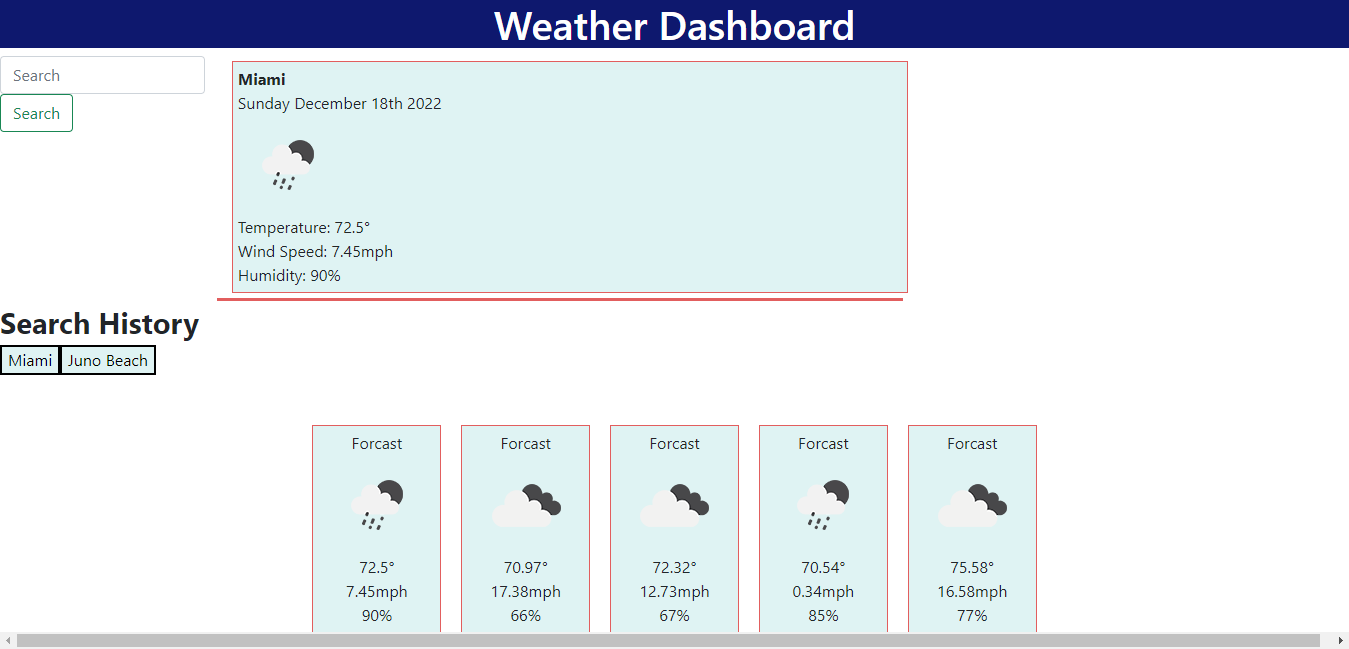 Weather Dashboard
Search
Search
Miami
Sunday December 18th 2022
Temperature: 72.5°
Wind Speed: 7.45mph
Humidity: 90%
Search History
Miami Juno Beach
Forcast Forcast Forcast Forcast Forcast
72.5° 70.97° 72.32° 70.54° 75.58°
7.45mph 17.38mph 12.73mph 0.34mph 16.58mph
90% 66% 67% 85% 77%